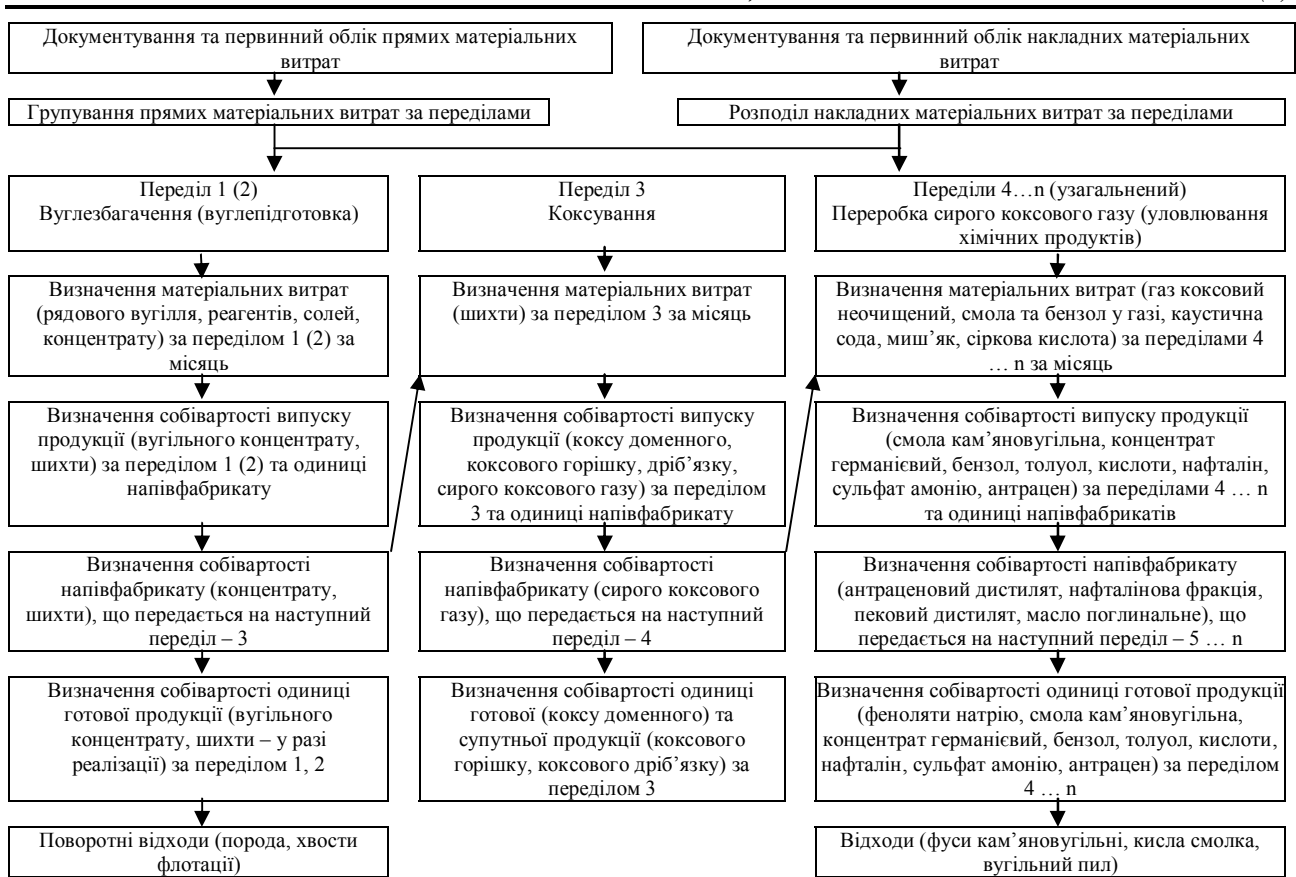 Документування та первинний облік прямих матеріальних
витрат
Документування та первинний облік накладних матеріальних
витрат
Групування прямих матеріальних витрат за переділами
Розподіл накладних матеріальних витрат за переділами
Переділ 1 (2)
Вуглезбагачення (вуглепідготовка)
Переділ 3
Коксування
Переділи 4…n (узагальнений)
Переробка сирого коксового газу (уловлювання
хімічних продуктів)
Визначення матеріальних витрат
(рядового вугілля, реагентів, солей,
концентрату) за переділом 1 (2) за
місяць
Визначення матеріальних витрат
(шихти) за переділом 3 за місяць
Визначення матеріальних витрат (газ коксовий
неочищений, смола та бензол у газі, каустична
сода, миш’як, сіркова кислота) за переділами 4
… n за місяць
Визначення собівартості випуску
продукції (вугільного концентрату,
шихти) за переділом 1 (2) та одиниці
напівфабрикату
Визначення собівартості випуску
продукції (коксу доменного,
коксового горішку, дріб’язку,
сирого коксового газу) за переділом
3 та одиниці напівфабрикату
Визначення собівартості випуску продукції
(смола кам’яновугільна, концентрат
германієвий, бензол, толуол, кислоти, нафталін,
сульфат амонію, антрацен) за переділами 4 … n
та одиниці напівфабрикатів
Визначення собівартості
напівфабрикату (концентрату,
шихти), що передається на наступний
переділ – 3
Визначення собівартості
напівфабрикату (сирого коксового
газу), що передається на наступний
переділ – 4
Визначення собівартості напівфабрикату
(антраценовий дистилят, нафталінова фракція,
пековий дистилят, масло поглинальне), що
передається на наступний переділ – 5 … n
Визначення собівартості одиниці
готової продукції (вугільного
концентрату, шихти – у разі
реалізації) за переділом 1, 2
Визначення собівартості одиниці
готової (коксу доменного) та
супутньої продукції (коксового
горішку, коксового дріб’язку) за
переділом 3
Визначення собівартості одиниці готової продукції
(феноляти натрію, смола кам’яновугільна,
концентрат германієвий, бензол, толуол, кислоти,
нафталін, сульфат амонію, антрацен) за переділом
4 … n
Поворотні відходи (порода, хвости
флотації)
Відходи (фуси кам’яновугільні, кисла смолка,
вугільний пил)